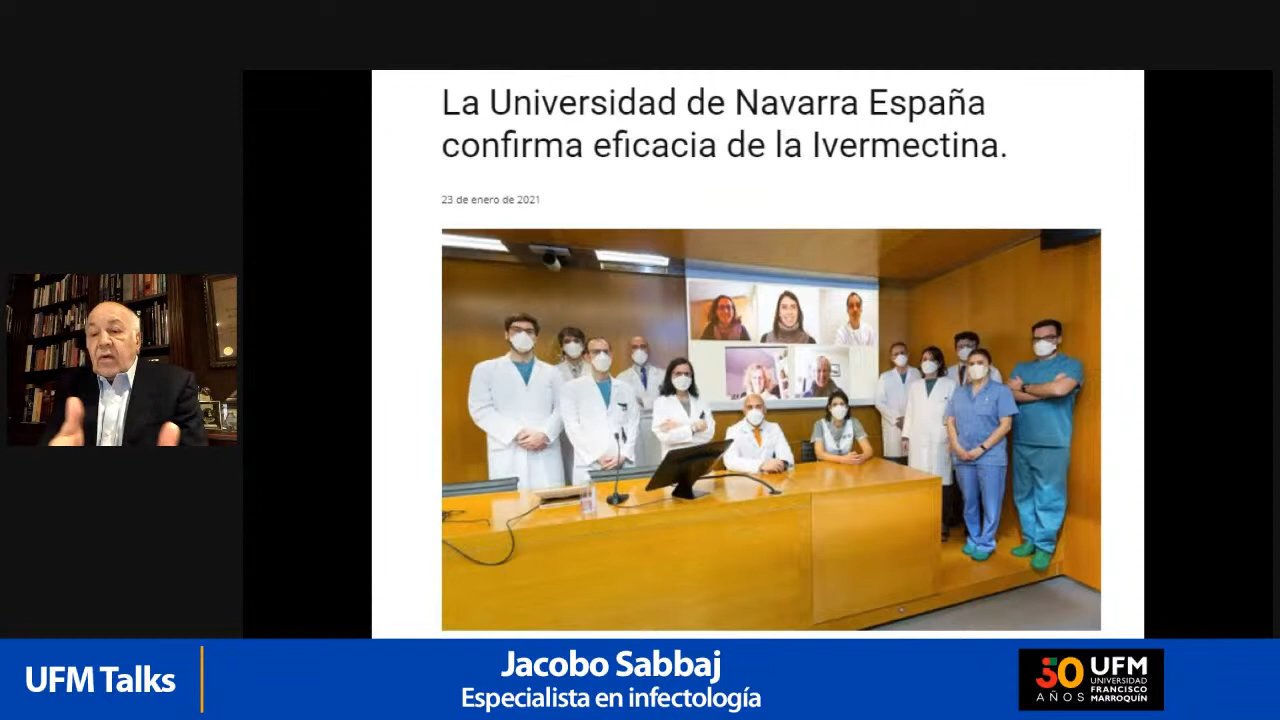 La Universidad de Navarra España
confirma eficacia de la Ivermectina.
23 de enero de 2021
UFM Talks
Jacobo Sabbaj
Especialista en infectología
50
AÑOS
UFM
UNIVERSIDAD
FRANCISCO
MARROQUÍN